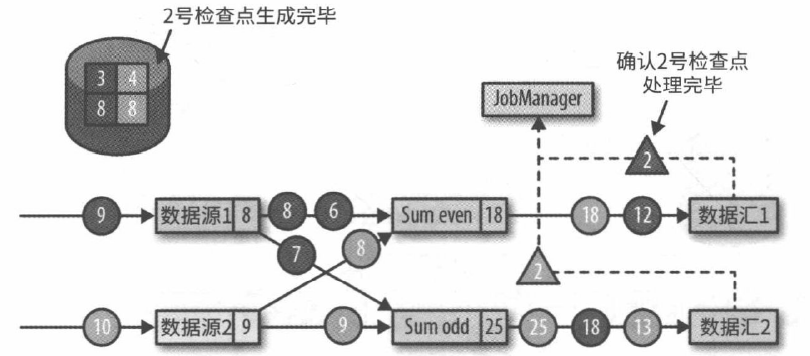 2号检查点生成完毕
3 4
8 8
确认2号检查点
处理完毕
JobManager
2
9 数据源1 8 8 6 Sum even 18 18 12 数据汇1
7 8
2
10 数据源2 9 9 Sum odd 25 25 18 13 数据汇2